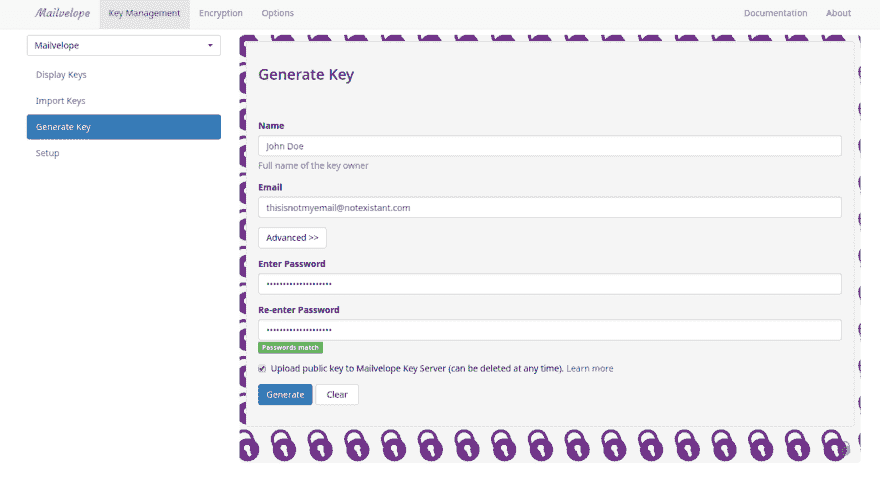 Mailvelope Key Management Encryption Options Documentation About
Mailvelope
Display Keys
Import Keys
Generate Key
Setup
Generate Key
Name
John Doe
Full name of the key owner
Email
thisisnotmyemail@notexistant.com
Advanced >>
Enter Password
•••••••••••••••••••
Re-enter Password
•••••••••••••••••••
Passwords match
Upload public key to Mailvelope Key Server (can be deleted at any time). Learn more
Generate Clear